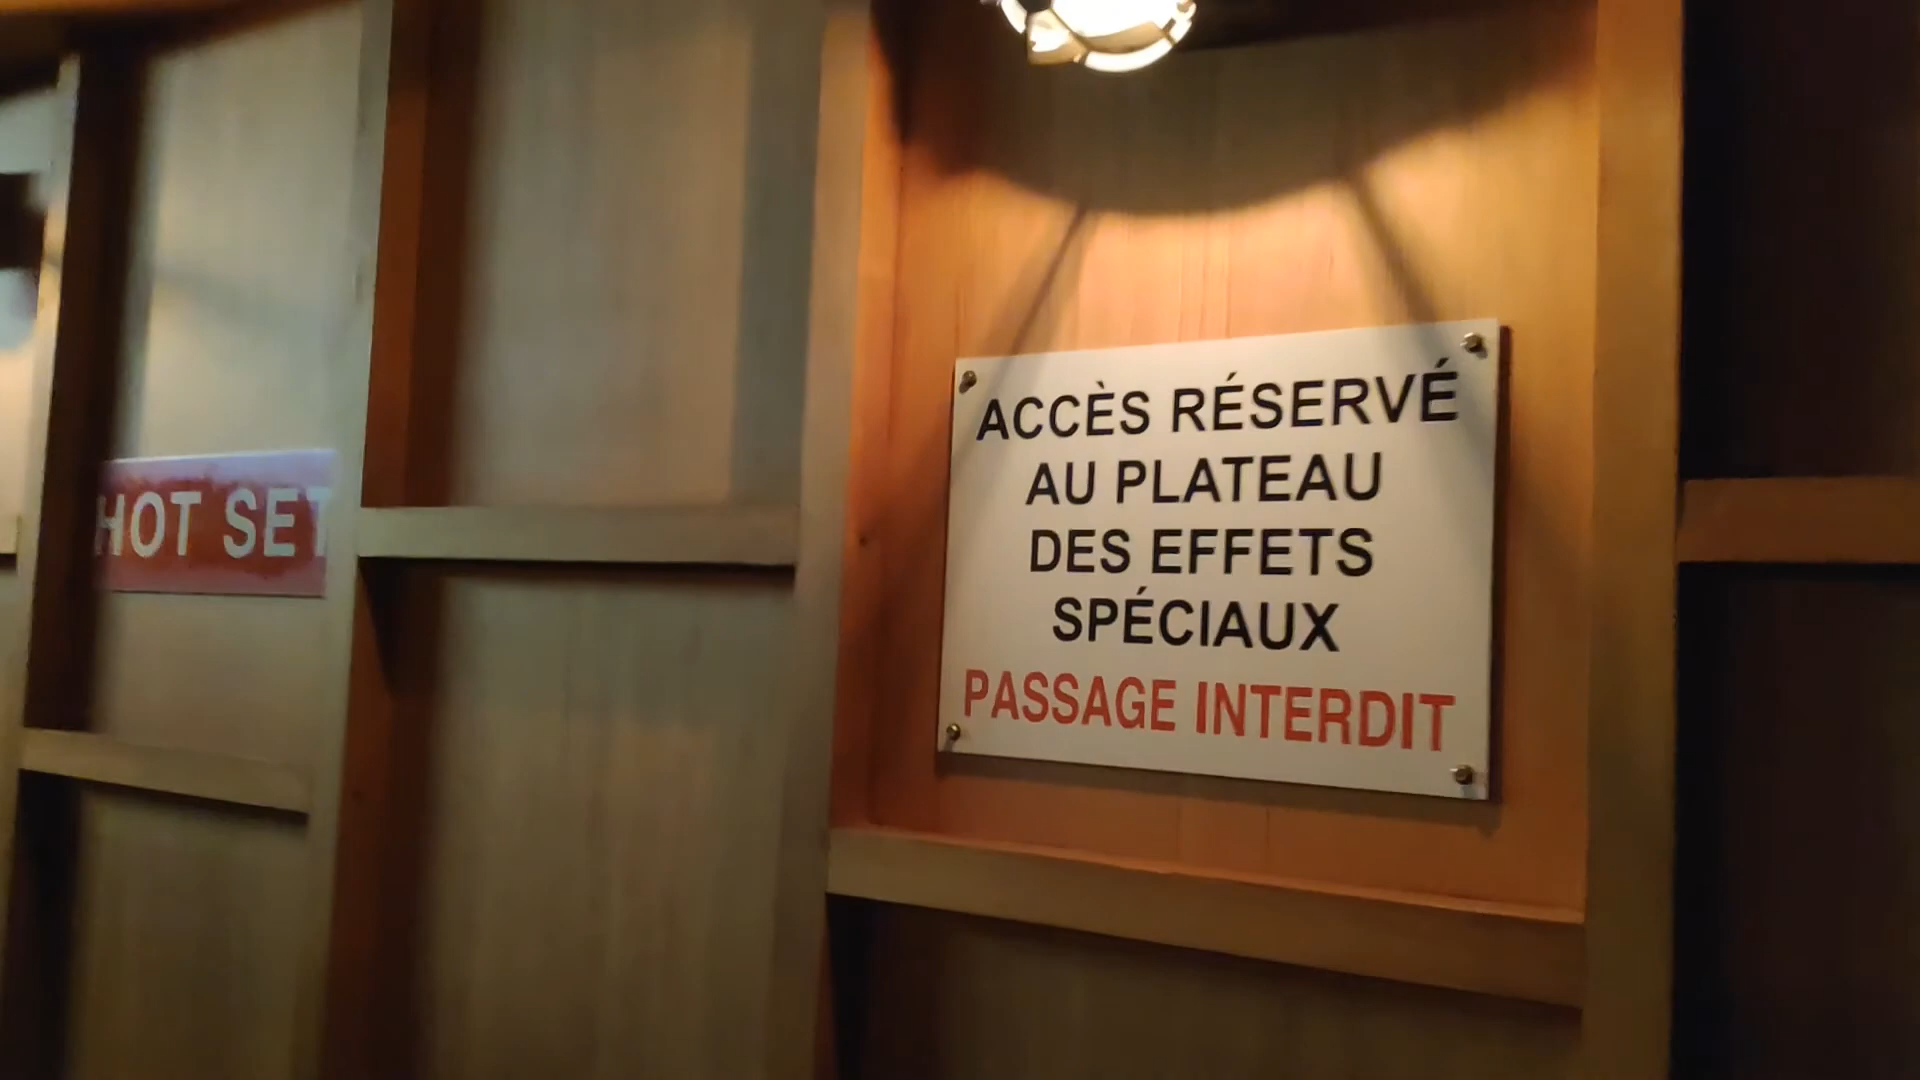 HOT SET
ACCÈS RÉSERVÉ
AU PLATEAU
DES EFFETS
SPÉCIAUX
PASSAGE INTERDIT